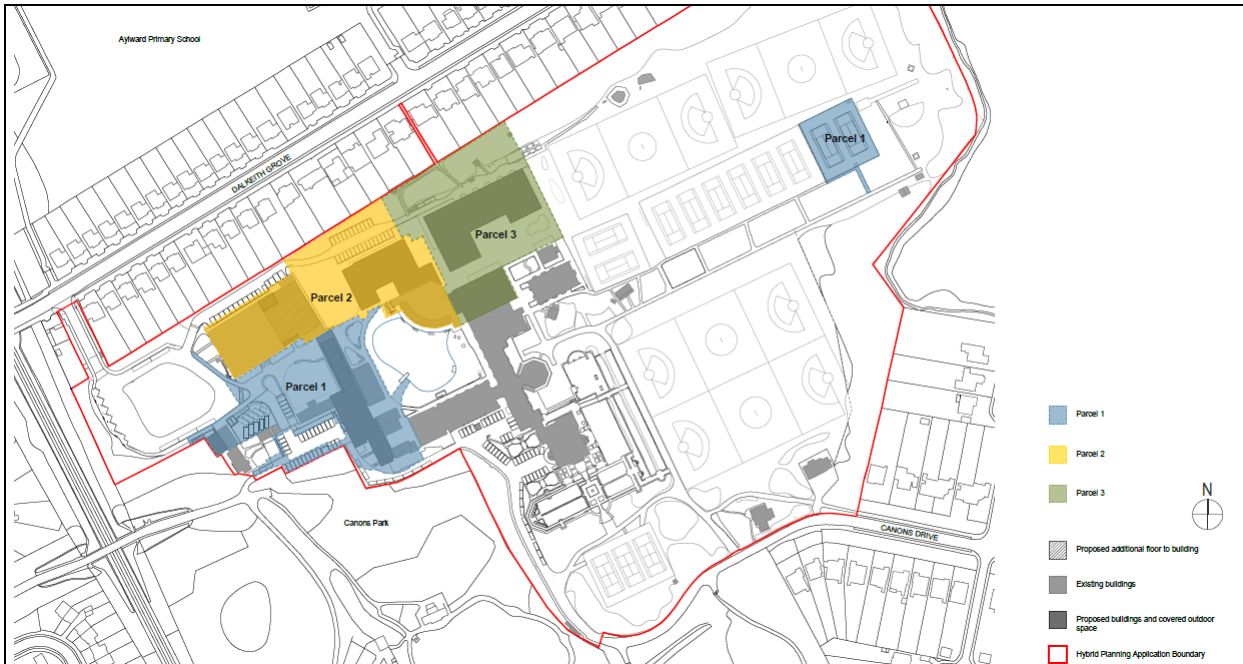 Aylward Primary School
DALKEITH GROVE
Parcel 1
Parcel 3
Parcel 2
Parcel 1
Canons Park
CANONS DRIVE
Parcel 1
Parcel 2
Parcel 3
N
Proposed additional floor to building
Existing buildings
Proposed buildings and covered outdoor
space
Hybrid Planning Application Boundary